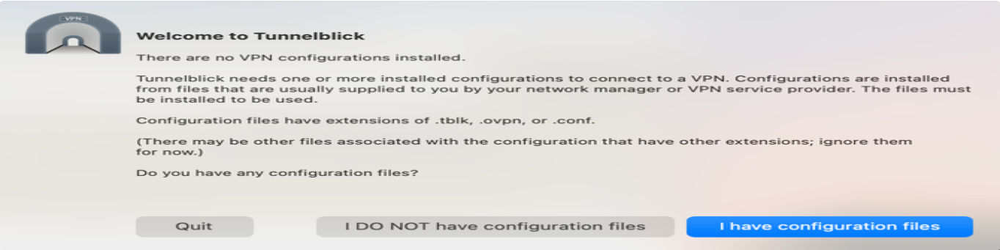 VPN
Welcome to Tunnelblick
There are no VPN configurations installed.
Tunnelblick needs one or more installed configurations to connect to a VPN. Configurations are installed
from files that are usually supplied to you by your network manager or VPN service provider. The files must
be installed to be used.
Configuration files have extensions of .tblk, .ovpn, or .conf.
(There may be other files associated with the configuration that have other extensions; ignore them
for now.)
Do you have any configuration files?
Quit
I DO NOT have configuration files
I have configuration files